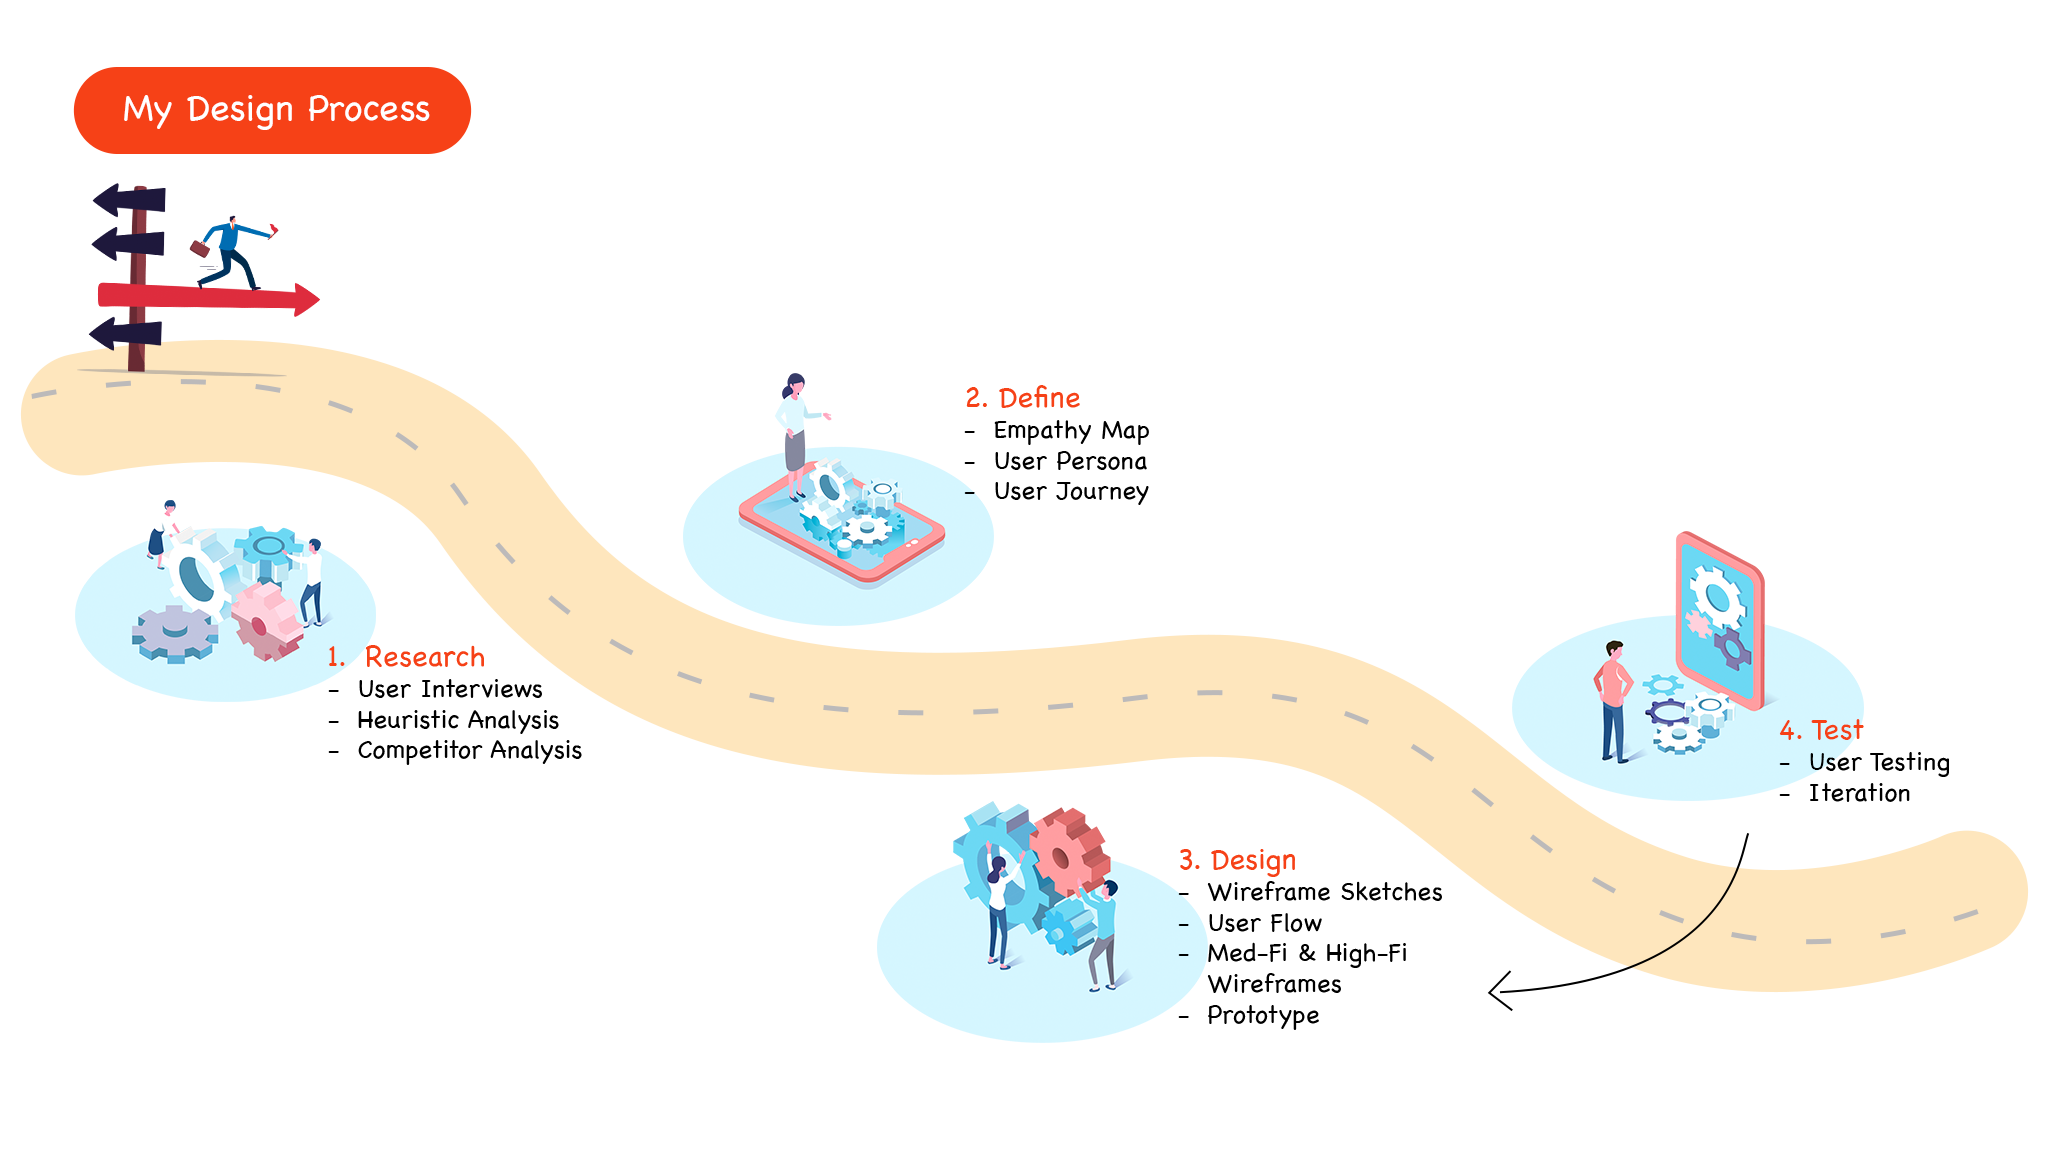 My Design Process
1. Research
- User Interviews
- Heuristic Analysis
- Competitor Analysis
2. Define
- Empathy Map
- User Persona
- User Journey
3. Design
- Wireframe Sketches
- User Flow
- Med-Fi & High-Fi
Wireframes
- Prototype
4. Test
- User Testing
- Iteration